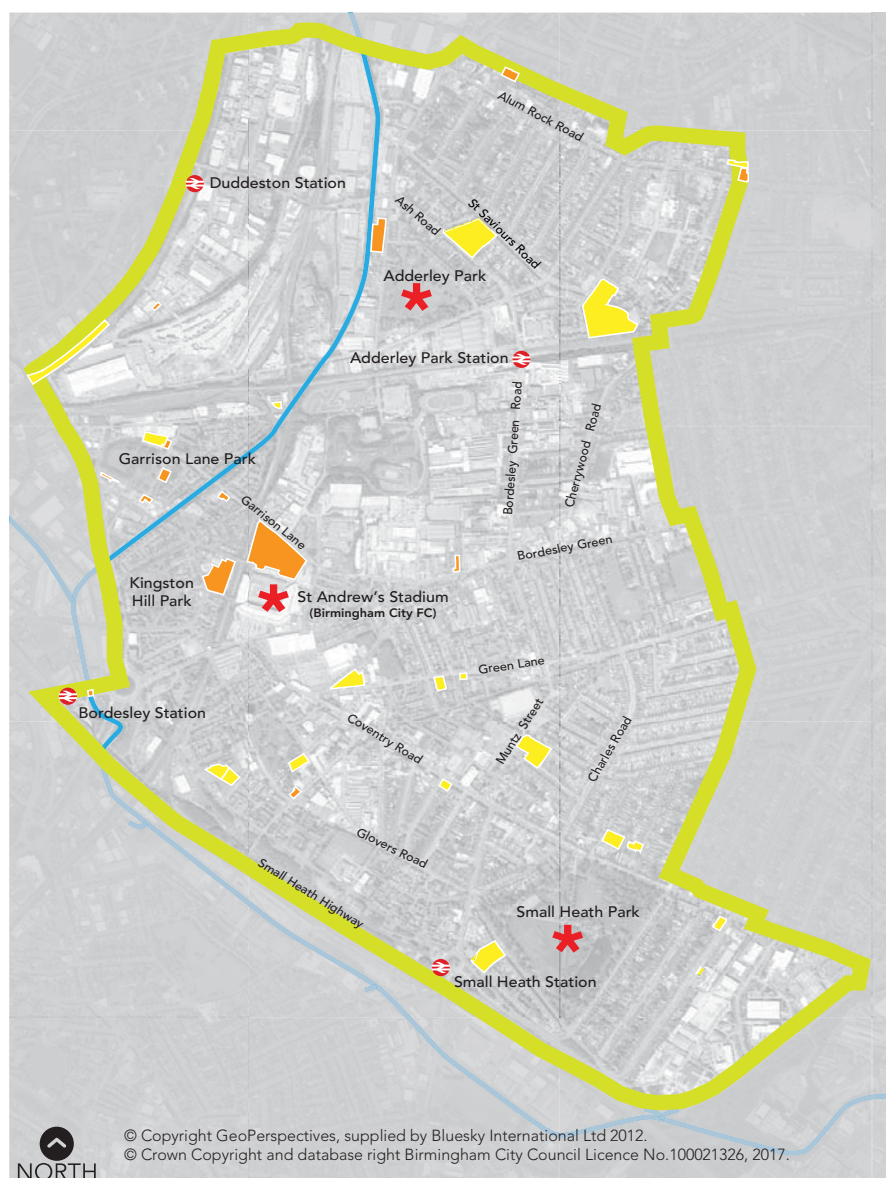 Alum Rock Road
Duddeston Station
Ash Road
St Saviours Road
Adderley Park
Adderley Park Station
Bordesley Green Road
Cherrywood Road
Garrison Lane Park
Garrison Lane
Bordesley Green
Kingston
Hill Park
St Andrew's Stadium
(Birmingham City FC)
Green Lane
Bordesley Station
Coventry Road
Muntz Street
Charles Road
Glovers Road
Small Heath Highway
Small Heath Park
Small Heath Station
© Copyright GeoPerspectives, supplied by Bluesky International Ltd 2012.
© Crown Copyright and database right Birmingham City Council Licence No.100021326, 2017.
NORTH